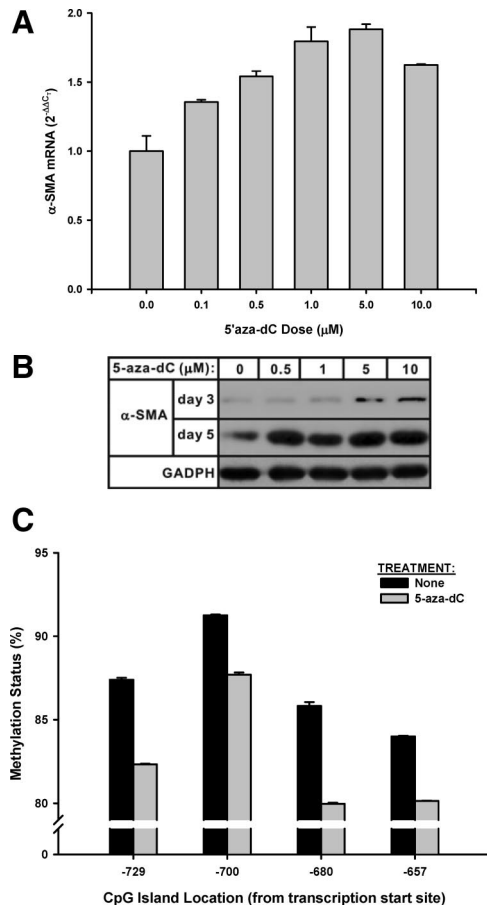 A
α-SMA mRNA (2^-ΔΔC_T)
2.0
1.5
1.0
0.5
0.0
0.0 0.1 0.5 1.0 5.0 10.0
5'aza-dC Dose (μM)
B
5-aza-dC (μM): 0 0.5 1 5 10
α-SMA
day 3
day 5
GADPH
C
Methylation Status (%)
95
90
85
80
0
TREATMENT:
None
5-aza-dC
-729 -700 -680 -657
CpG Island Location (from transcription start site)